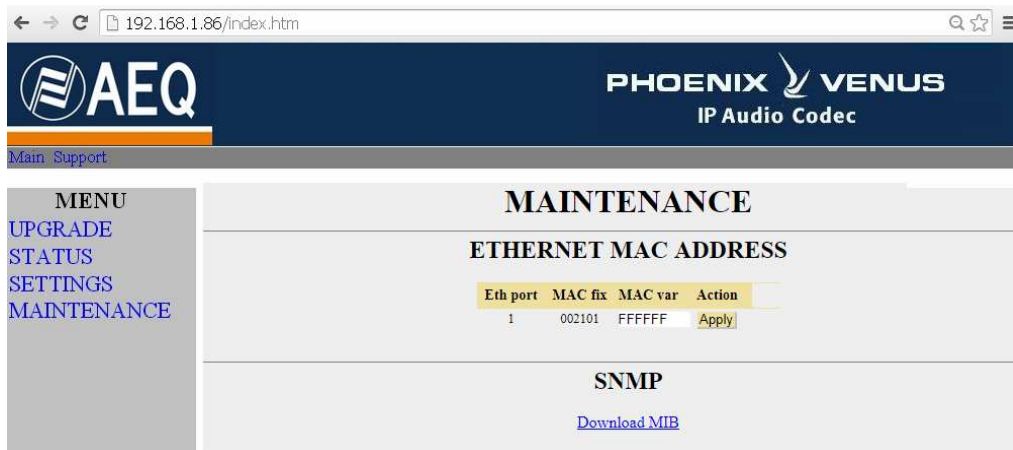 192.168.1.86/index.htm
AEQ
PHOENIX VENUS
IP Audio Codec
Main Support
MENU
UPGRADE
STATUS
SETTINGS
MAINTENANCE
MAINTENANCE
ETHERNET MAC ADDRESS
Eth port MAC fix MAC var Action
1 002101 FFFFFF Apply
SNMP
Download MIB